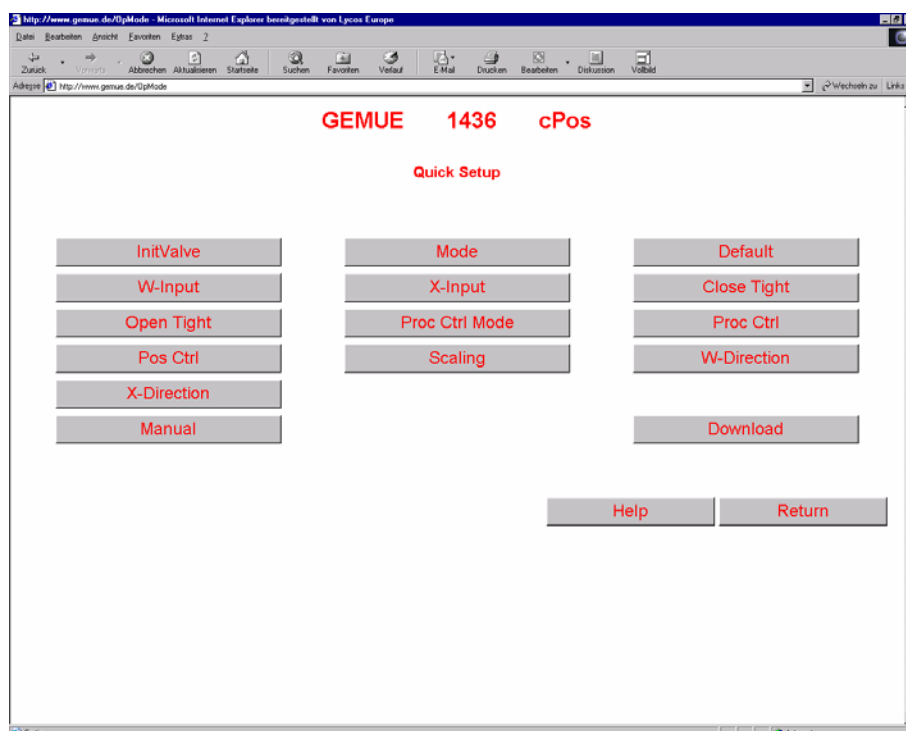 http://www.gemue.de/OpMode - Microsoft Internet Explorer bereitgestellt von Lycos Europe
Datei Bearbeiten Ansicht Favoriten Extras ?
Zurück Vorwärts Abbrechen Aktualisieren Startseite Suchen Favoriten Verlauf E-Mail Drucken Bearbeiten Diskussion Vollbild
Adresse http://www.gemue.de/OpMode Wechseln zu Links
GEMUE 1436 cPos
Quick Setup
InitValve Mode Default
W-Input X-Input Close Tight
Open Tight Proc Ctrl Mode Proc Ctrl
Pos Ctrl Scaling W-Direction
X-Direction
Manual Download
Help Return